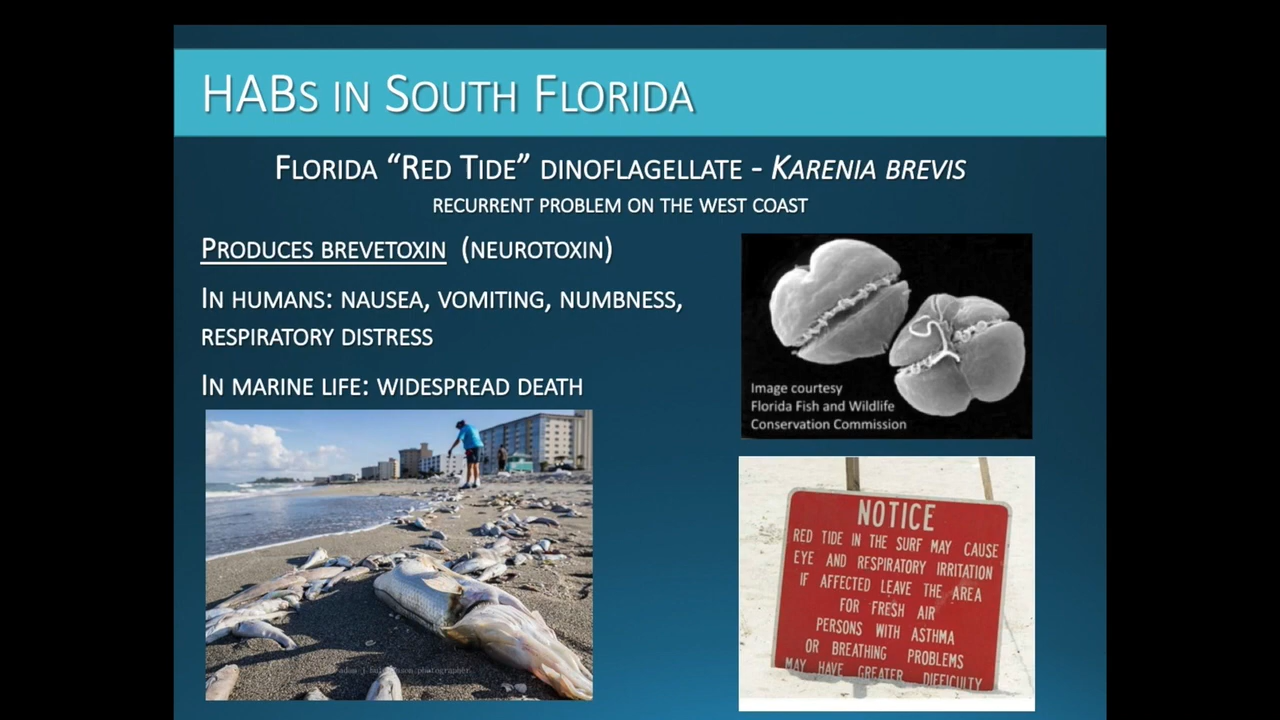 HABs in South Florida
Florida “Red Tide” dinoflagellate - Karenia brevis
recurrent problem on the west coast
Produces brevetoxin (neurotoxin)
In humans: nausea, vomiting, numbness,
respiratory distress
In marine life: widespread death
Image courtesy
Florida Fish and Wildlife
Conservation Commission
NOTICE
RED TIDE IN THE SURF MAY CAUSE
EYE AND RESPIRATORY IRRITATION
IF AFFECTED LEAVE THE AREA
FOR FRESH AIR
PERSONS WITH ASTHMA
OR BREATHING PROBLEMS
MAY HAVE GREATER DIFFICULTY